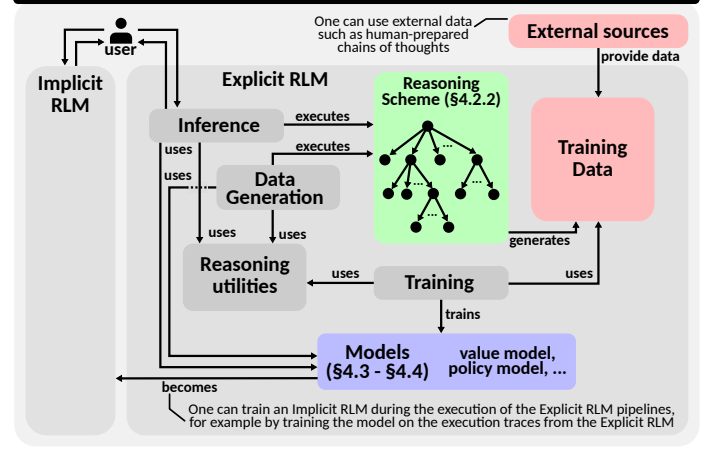 One can use external data
such as human-prepared
chains of thoughts
External sources
provide data
user
Implicit
RLM
Explicit RLM
Reasoning
Scheme (§4.2.2)
...
...
...
...
Training
Data
Inference
executes
executes
uses
uses
Data
Generation
uses
uses
generates
Reasoning
utilities
uses
Training
uses
trains
Models
(§4.3 - §4.4)
value model,
policy model, ...
becomes
One can train an Implicit RLM during the execution of the Explicit RLM pipelines,
for example by training the model on the execution traces from the Explicit RLM